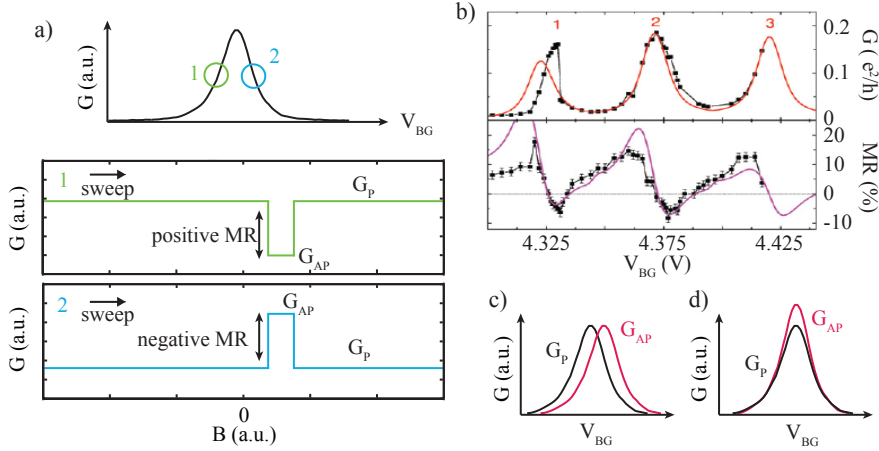 a)
G (a.u.)
1
2
V_BG
1
sweep
G_P
positive MR
G_AP
G (a.u.)
2
sweep
G_AP
negative MR
G_P
G (a.u.)
0
B (a.u.)
b)
1
2
3
0.2
0.1
0
G ( e²/h)
20
10
0
-10
MR (%)
4.325
4.375
4.425
V_BG (V)
c)
G_P
G_AP
G (a.u.)
V_BG
d)
G_P
G_AP
G (a.u.)
V_BG